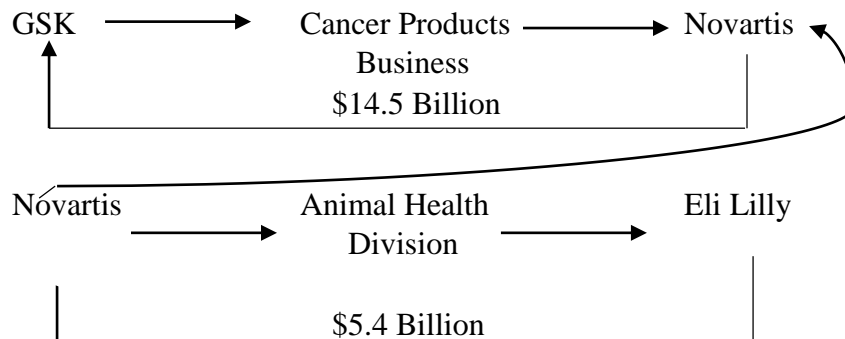 GSK Cancer Products Novartis
Business
$14.5 Billion
Novartis Animal Health Eli Lilly
Division
$5.4 Billion